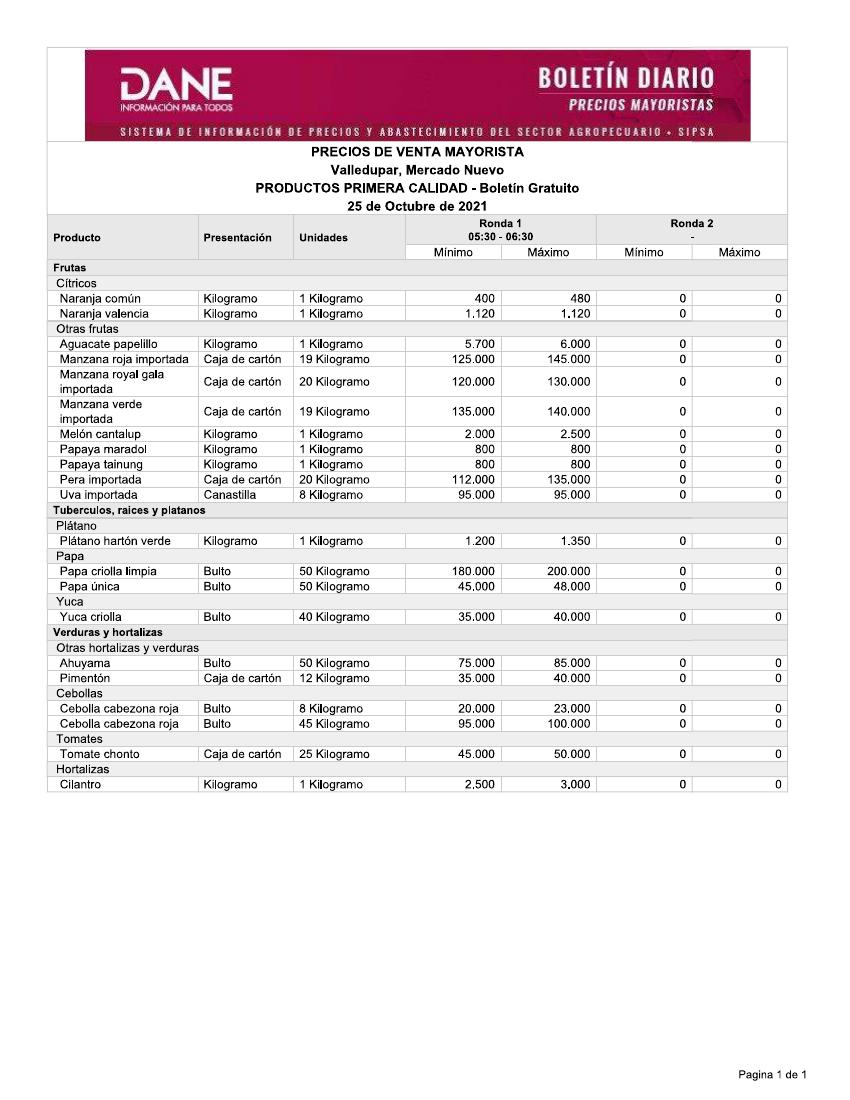 DANE
INFORMACIÓN PARA TODOS
BOLETÍN DIARIO
PRECIOS MAYORISTAS
SISTEMA DE INFORMACIÓN DE PRECIOS Y ABASTECIMIENTO DEL SECTOR AGROPECUARIO • SIPSA
PRECIOS DE VENTA MAYORISTA
Valledupar, Mercado Nuevo
PRODUCTOS PRIMERA CALIDAD - Boletín Gratuito
25 de Octubre de 2021
Producto Presentación Unidades Ronda 1 Ronda 2
05:30 - 06:30 -
Mínimo Máximo Mínimo Máximo
Frutas
Cítricos
Naranja común Kilogramo 1 Kilogramo 400 480 0 0
Naranja valencia Kilogramo 1 Kilogramo 1.120 1.120 0 0
Otras frutas
Aguacate papelillo Kilogramo 1 Kilogramo 5.700 6.000 0 0
Manzana roja importada Caja de cartón 19 Kilogramo 125.000 145.000 0 0
Manzana royal gala
importada Caja de cartón 20 Kilogramo 120.000 130.000 0 0
Manzana verde
importada Caja de cartón 19 Kilogramo 135.000 140.000 0 0
Melón cantalup Kilogramo 1 Kilogramo 2.000 2.500 0 0
Papaya maradol Kilogramo 1 Kilogramo 800 800 0 0
Papaya tainung Kilogramo 1 Kilogramo 800 800 0 0
Pera importada Caja de cartón 20 Kilogramo 112.000 135.000 0 0
Uva importada Canastilla 8 Kilogramo 95.000 95.000 0 0
Tuberculos, raices y platanos
Plátano
Plátano hartón verde Kilogramo 1 Kilogramo 1.200 1.350 0 0
Papa
Papa criolla limpia Bulto 50 Kilogramo 180.000 200.000 0 0
Papa única Bulto 50 Kilogramo 45.000 48.000 0 0
Yuca
Yuca criolla Bulto 40 Kilogramo 35.000 40.000 0 0
Verduras y hortalizas
Otras hortalizas y verduras
Ahuyama Bulto 50 Kilogramo 75.000 85.000 0 0
Pimentón Caja de cartón 12 Kilogramo 35.000 40.000 0 0
Cebollas
Cebolla cabezona roja Bulto 8 Kilogramo 20.000 23.000 0 0
Cebolla cabezona roja Bulto 45 Kilogramo 95.000 100.000 0 0
Tomates
Tomate chonto Caja de cartón 25 Kilogramo 45.000 50.000 0 0
Hortalizas
Cilantro Kilogramo 1 Kilogramo 2.500 3.000 0 0
Pagina 1 de 1